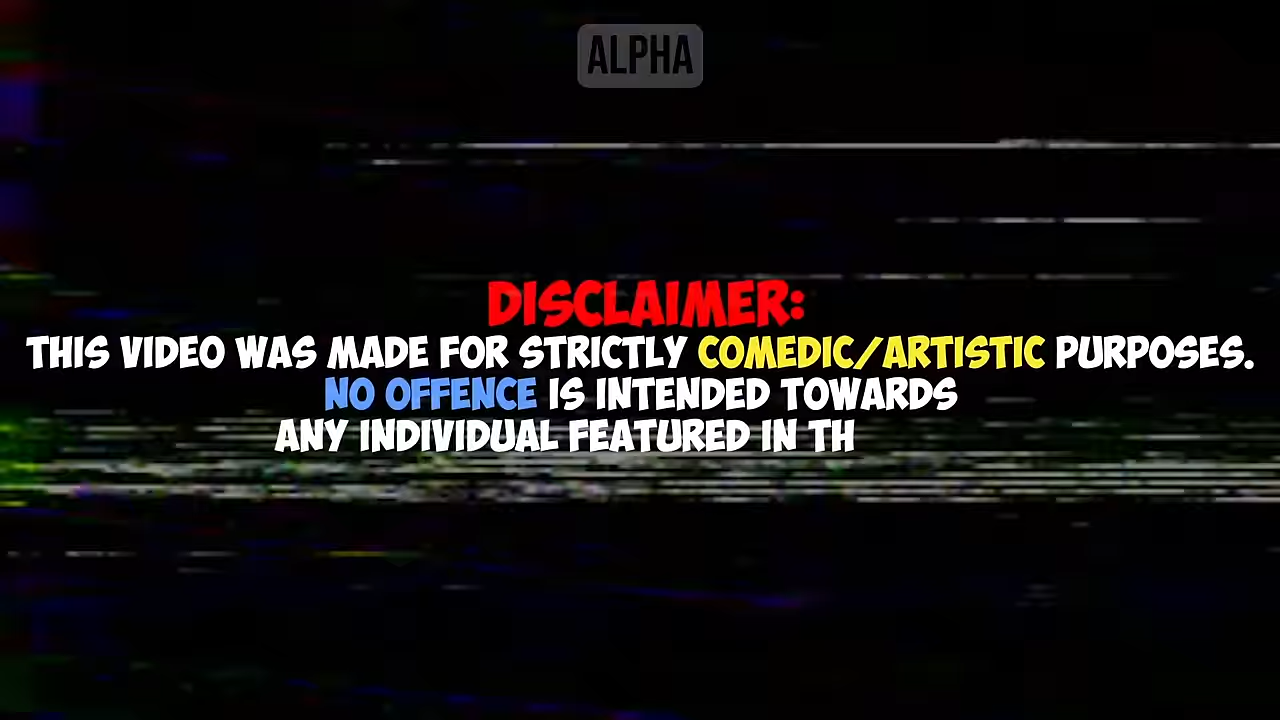 ALPHA
DISCLAIMER:
THIS VIDEO WAS MADE FOR STRICTLY COMEDIC/ARTISTIC PURPOSES.
NO OFFENCE IS INTENDED TOWARDS
ANY INDIVIDUAL FEATURED IN TH